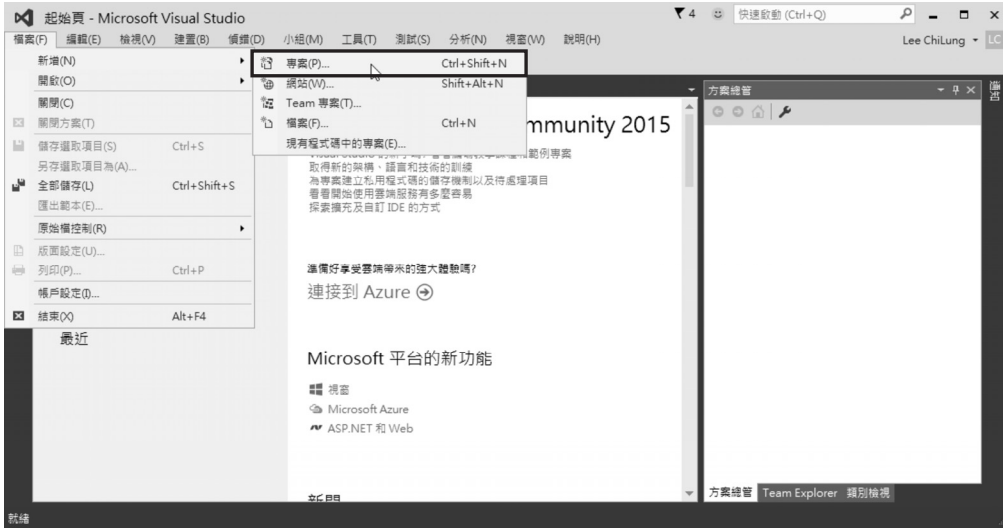 起始頁 - Microsoft Visual Studio
4
快速啟動 (Ctrl+Q)
檔案(F) 編輯(E) 檢視(V) 建置(B) 偵錯(D) 小組(M) 工具(T) 測試(S) 分析(N) 視窗(W) 說明(H)
Lee ChiLung
LC
新增(N)
開啟(O)
關閉(C)
關閉方案(T)
儲存選取項目(S) Ctrl+S
另存選取項目為(A)...
全部儲存(L) Ctrl+Shift+S
匯出範本(E)...
原始檔控制(R)
版面設定(U)...
列印(P)... Ctrl+P
帳戶設定(I)...
結束(X) Alt+F4
最近
專案(P)... Ctrl+Shift+N
網站(W)... Shift+Alt+N
Team 專案(T)...
檔案(F)... Ctrl+N
現有程式碼中的專案(E)...
mmunity 2015
範例專案
取得新的架構、語言和技術的訓練
為專案建立私用程式碼的儲存機制以及待處理項目
看看開始使用雲端服務有多麼容易
探索擴充及自訂 IDE 的方式
準備好享受雲端帶來的強大體驗嗎?
連接到 Azure
Microsoft 平台的新功能
視窗
Microsoft Azure
ASP.NET 和 Web
新聞
方案總管
通知
方案總管 Team Explorer 類別檢視
就緒